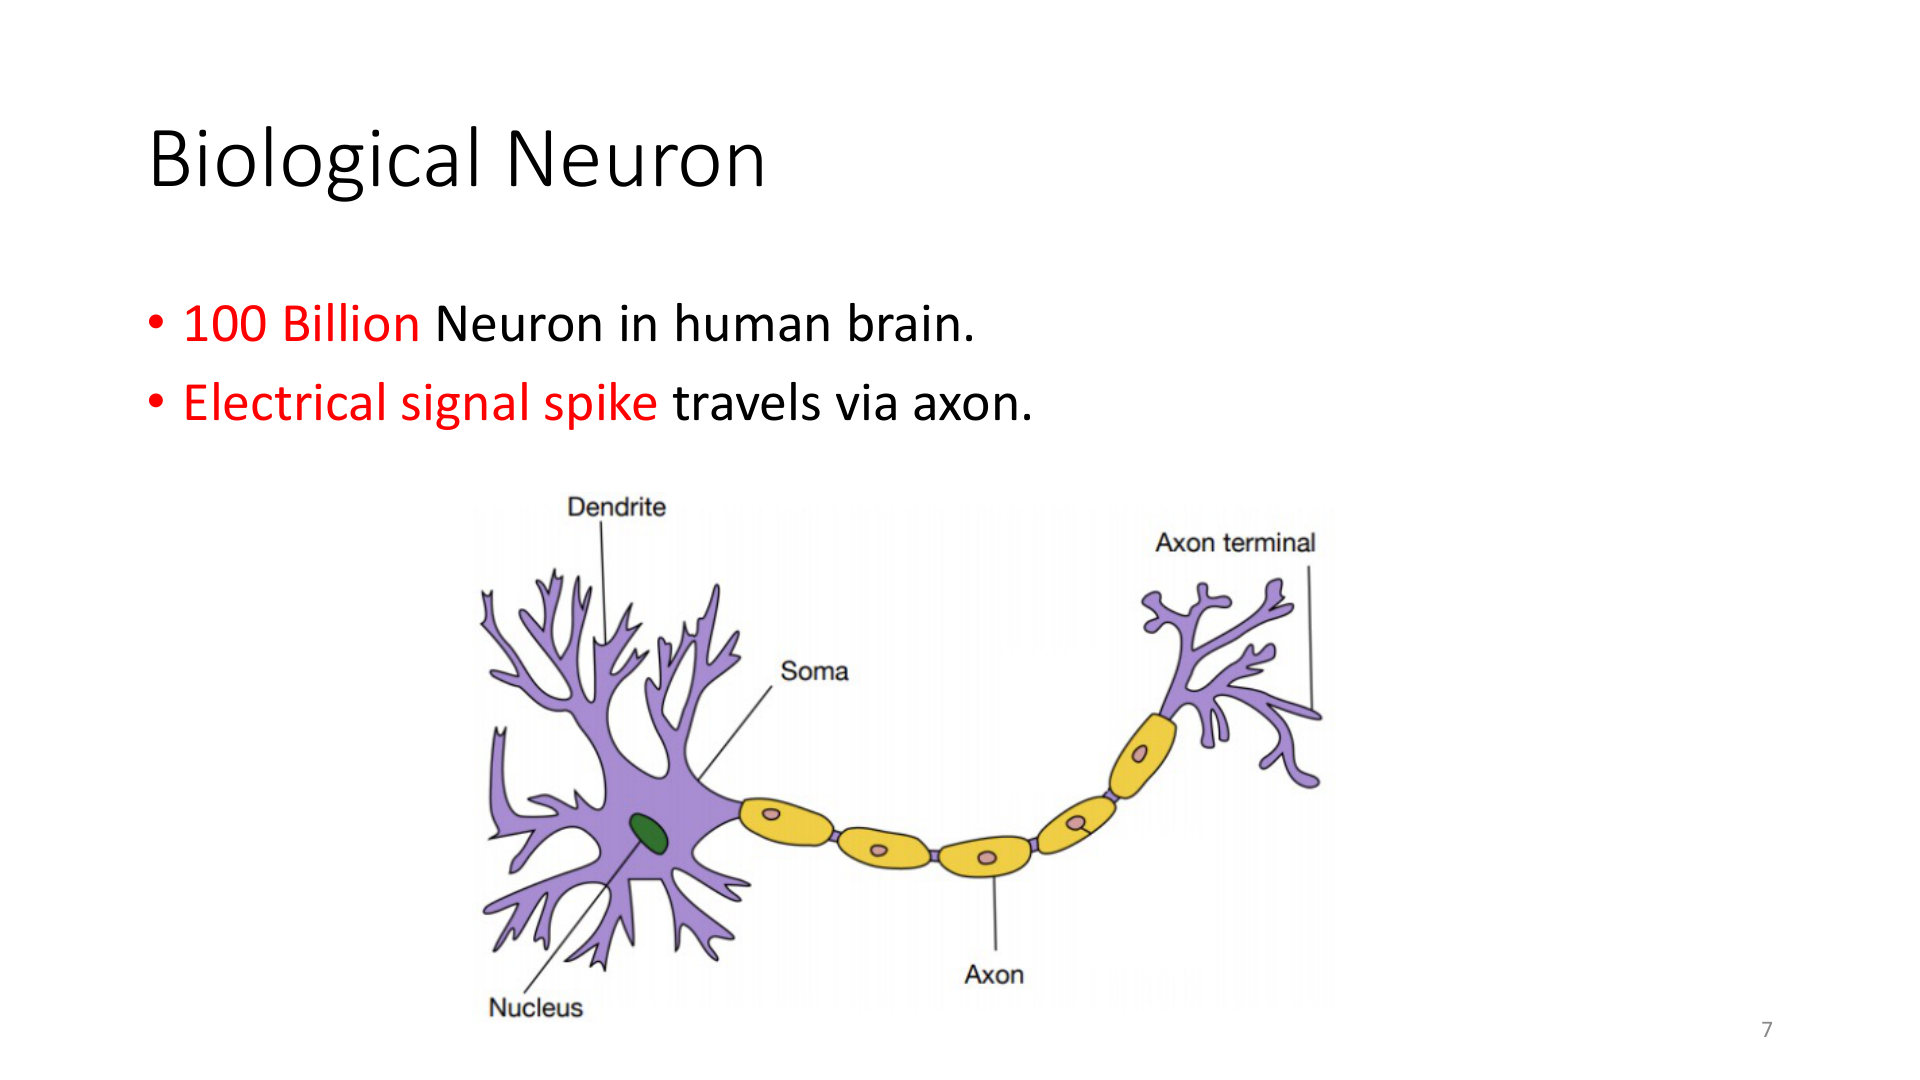 Biological Neuron
• 100 Billion Neuron in human brain.
• Electrical signal spike travels via axon.
Dendrite
Axon terminal
Soma
Axon
Nucleus
7